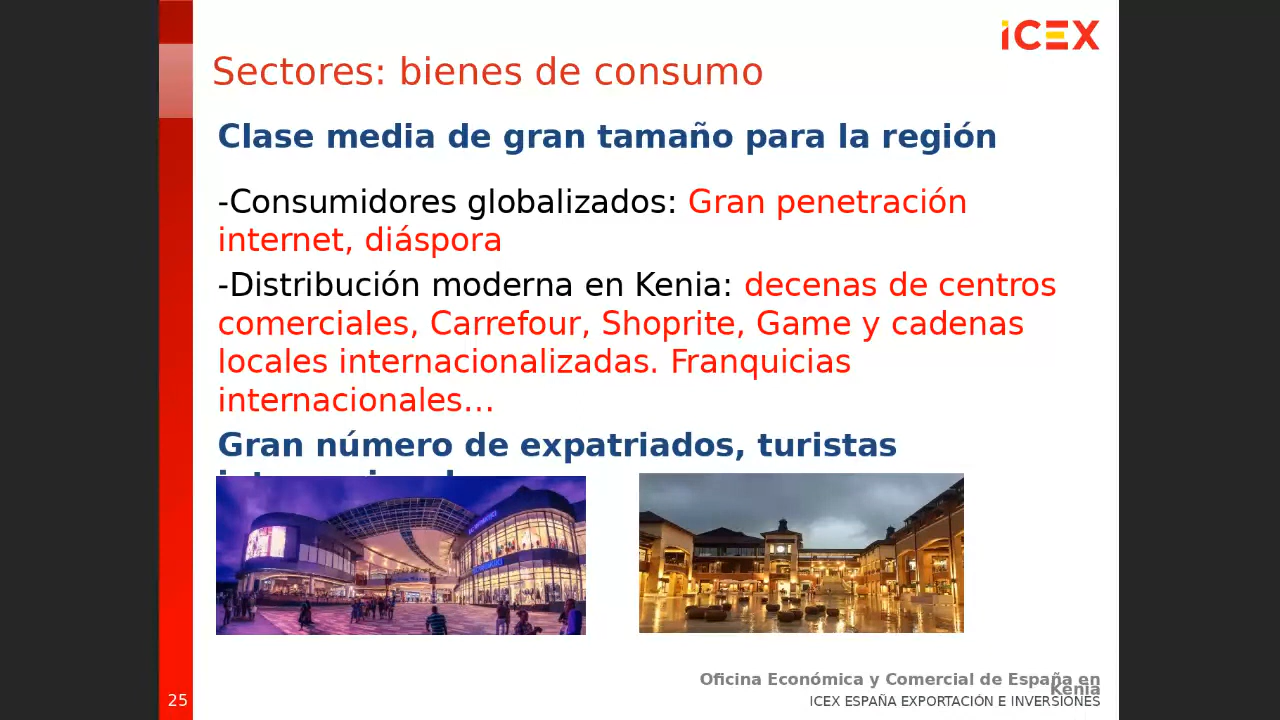 iCEX
Sectores: bienes de consumo
Clase media de gran tamaño para la región
-Consumidores globalizados: Gran penetración
internet, diáspora
-Distribución moderna en Kenia: decenas de centros
comerciales, Carrefour, Shoprite, Game y cadenas
locales internacionalizadas. Franquicias
internacionales...
Gran número de expatriados, turistas
Oficina Económica y Comercial de España en
Kenia
ICEX ESPAÑA EXPORTACIÓN E INVERSIONES
25